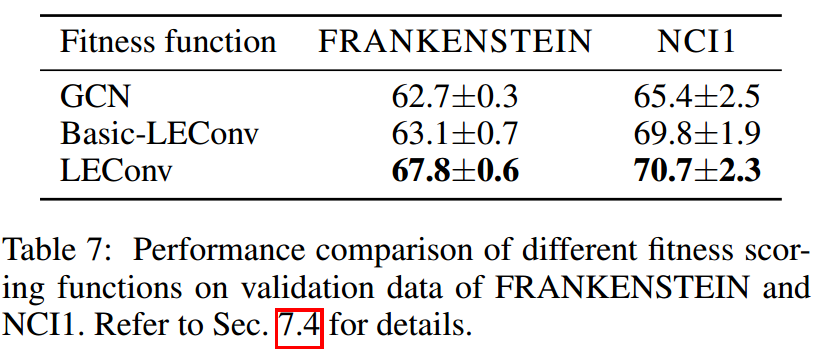 Fitness function FRANKENSTEIN NCI1
GCN 62.7±0.3 65.4±2.5
Basic-LEConv 63.1±0.7 69.8±1.9
LEConv 67.8±0.6 70.7±2.3
Table 7: Performance comparison of different fitness scor-
ing functions on validation data of FRANKENSTEIN and
NCI1. Refer to Sec. 7.4 for details.